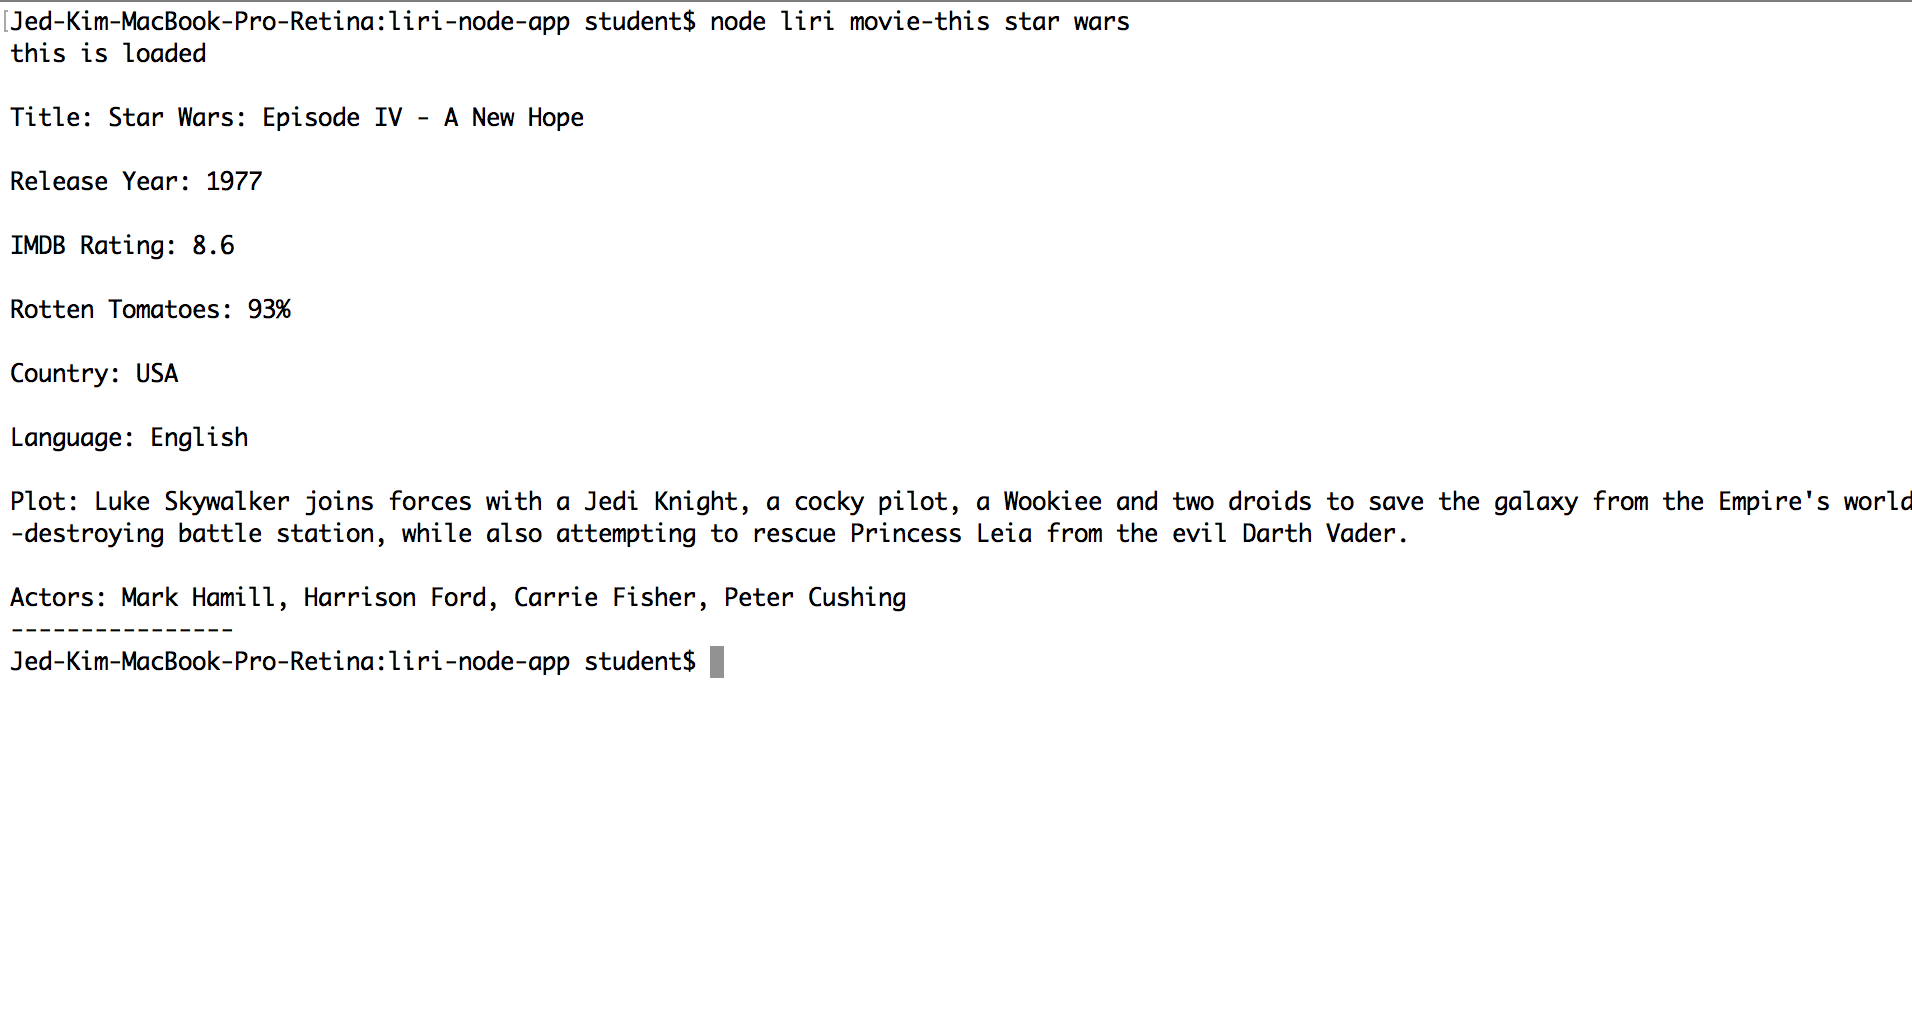 [Jed-Kim-MacBook-Pro-Retina:liri-node-app student$ node liri movie-this star wars
this is loaded
Title: Star Wars: Episode IV - A New Hope
Release Year: 1977
IMDB Rating: 8.6
Rotten Tomatoes: 93%
Country: USA
Language: English
Plot: Luke Skywalker joins forces with a Jedi Knight, a cocky pilot, a Wookiee and two droids to save the galaxy from the Empire's world
-destroying battle station, while also attempting to rescue Princess Leia from the evil Darth Vader.
Actors: Mark Hamill, Harrison Ford, Carrie Fisher, Peter Cushing
----------------
Jed-Kim-MacBook-Pro-Retina:liri-node-app student$